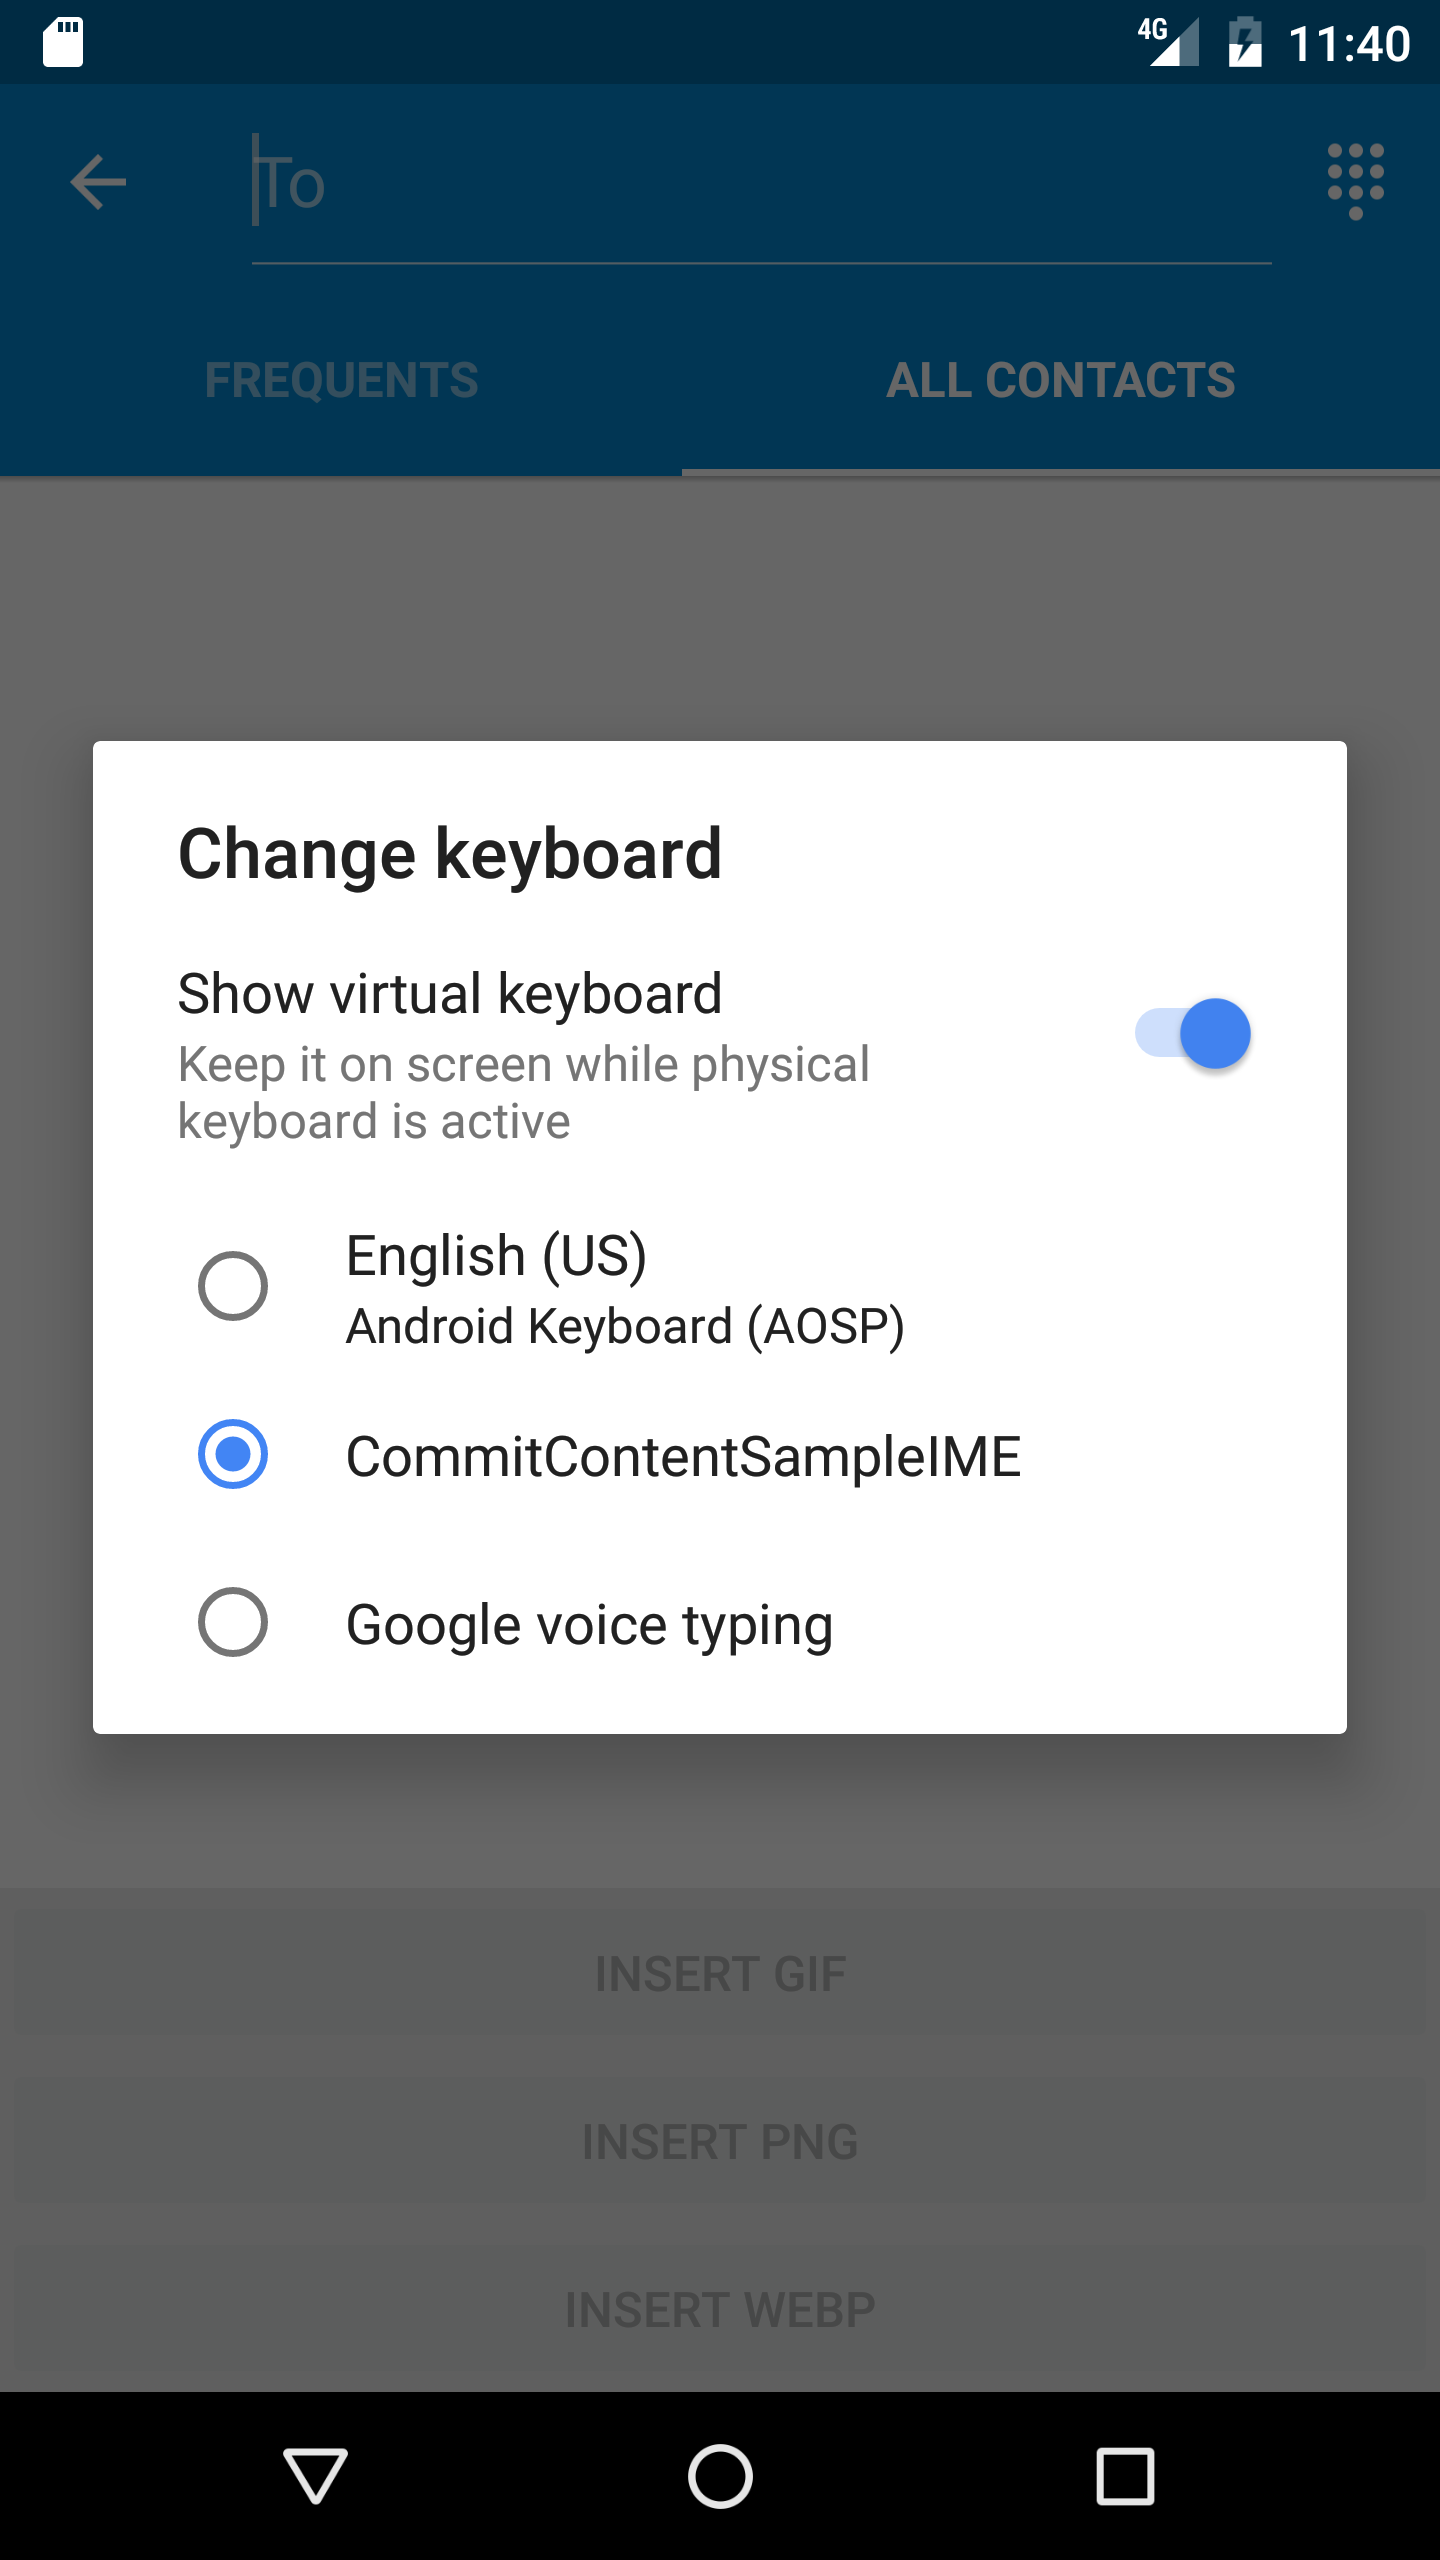 4G 11:40
To
FREQUENTS ALL CONTACTS
Change keyboard
Show virtual keyboard
Keep it on screen while physical
keyboard is active
English (US)
Android Keyboard (AOSP)
CommitContentSampleIME
Google voice typing
INSERT GIF
INSERT PNG
INSERT WEBP